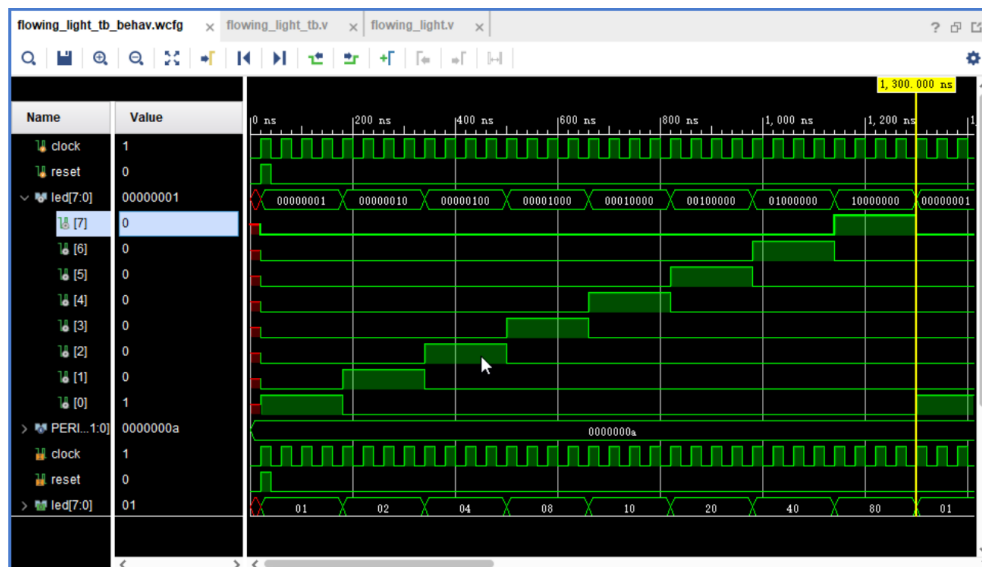 flowing_light_tb_behav.wcfg × flowing_light_tb.v × flowing_light.v ×
1,300.000 ns
Name Value
0 ns 200 ns 400 ns 600 ns 800 ns 1,000 ns 1,200 ns 1
clock 1
reset 0
led[7:0] 00000001 00000001 00000010 00000100 00001000 00010000 00100000 01000000 10000000 00000001
[7] 0
[6] 0
[5] 0
[4] 0
[3] 0
[2] 0
[1] 0
[0] 1
PERI...1:0] 0000000a 0000000a
clock 1
reset 0
led[7:0] 01 01 02 04 08 10 20 40 80 01